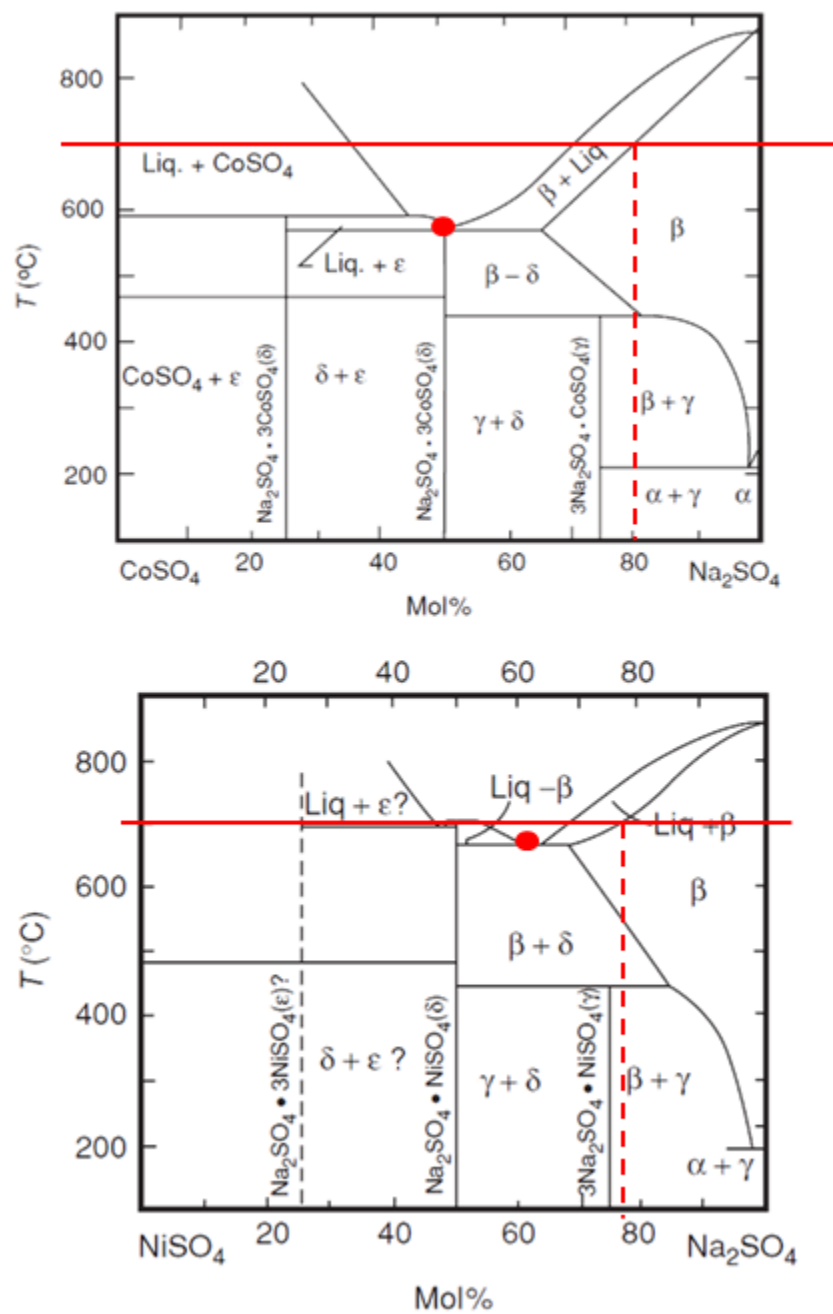 800
600
400
200
T (°C)
Liq. + CoSO₄
β + Liq
β
Liq. + ε
β – δ
CoSO₄ + ε
δ + ε
γ + δ
β + γ
α + γ
α
Na₂SO₄ • 3CoSO₄(δ)
Na₂SO₄ • 3CoSO₄(δ)
3Na₂SO₄ • CoSO₄(γ)
CoSO₄
20
40
60
80
Na₂SO₄
Mol%
20
40
60
80
800
600
400
200
T (°C)
Liq –β
Liq + ε?
Liq +β
β
β + δ
δ + ε ?
γ + δ
β + γ
α + γ
Na₂SO₄ • 3NiSO₄(ε)?
Na₂SO₄ • NiSO₄(δ)
3Na₂SO₄ • NiSO₄(γ)
NiSO₄
20
40
60
80
Na₂SO₄
Mol%